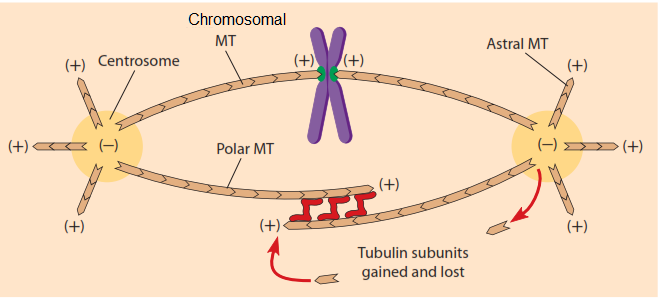 Chromosomal
MT
Centrosome
Astral MT
(+)
(+)
(+)
(+)
(+)
(–)
(–)
(+)
Polar MT
(+)
(+)
(+)
(+)
Tubulin subunits
gained and lost